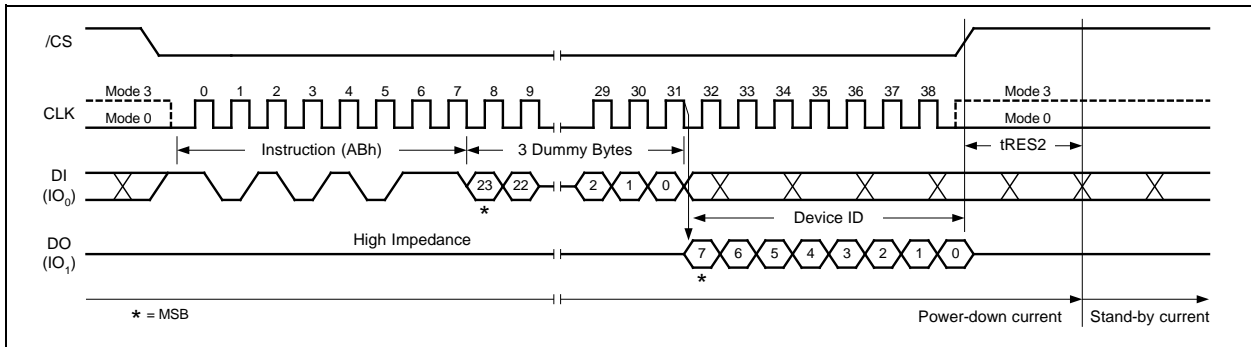 /CS
Mode 3 0 1 2 3 4 5 6 7 8 9 29 30 31 32 33 34 35 36 37 38 Mode 3
CLK
Mode 0 Mode 0
Instruction (ABh) 3 Dummy Bytes tRES2
DI
(IO0)
23 22 2 1 0
*
Device ID
High Impedance
DO
(IO1)
7 6 5 4 3 2 1 0
*
* = MSB
Power-down current Stand-by current